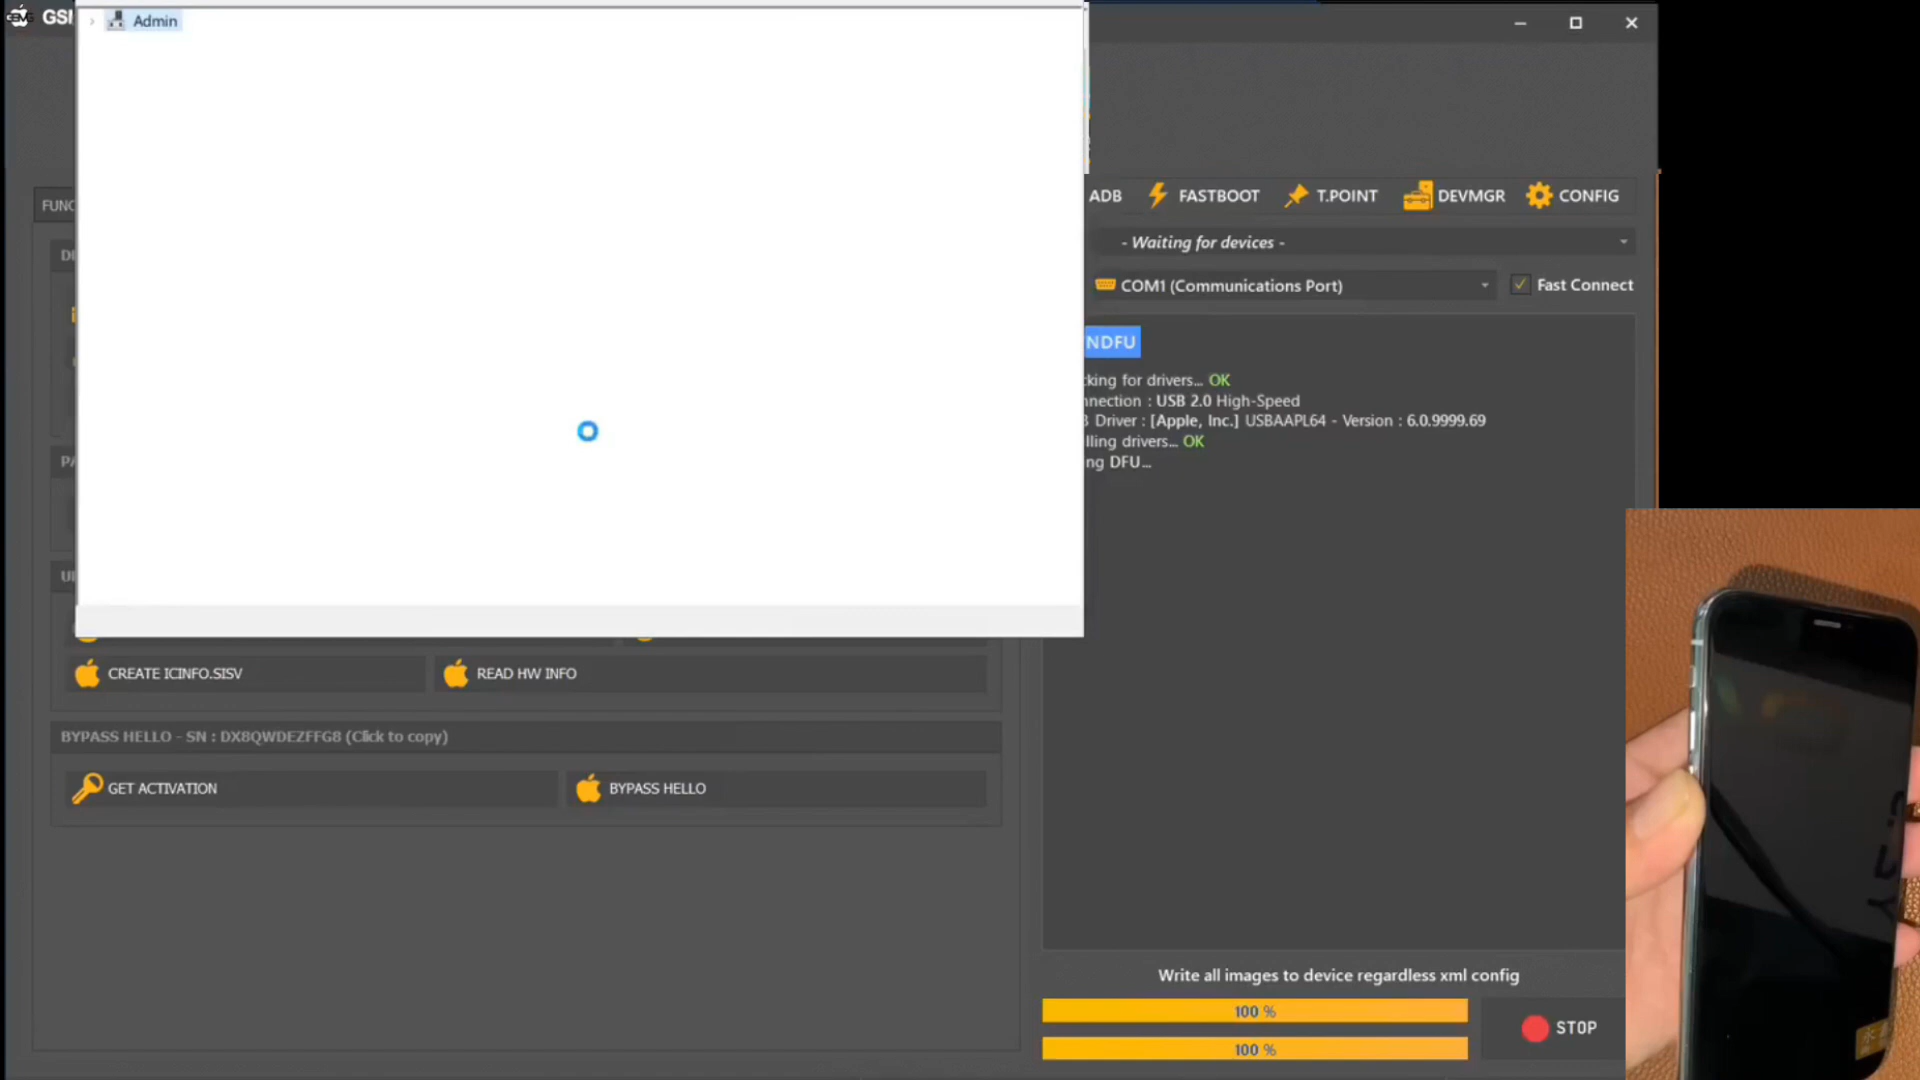 GSM
Admin
FUNC
ADB
FASTBOOT
T.POINT
DEVMGR
CONFIG
- Waiting for devices -
COM1 (Communications Port)
Fast Connect
NDFU
cking for drivers... OK
nnection : USB 2.0 High-Speed
B Driver : [Apple, Inc.] USBAAPL64 - Version : 6.0.9999.69
lling drivers... OK
ng DFU...
CREATE ICINFO.SISV
READ HW INFO
BYPASS HELLO - SN : DX8QWDEZFFG8 (Click to copy)
GET ACTIVATION
BYPASS HELLO
Write all images to device regardless xml config
100 %
100 %
STOP